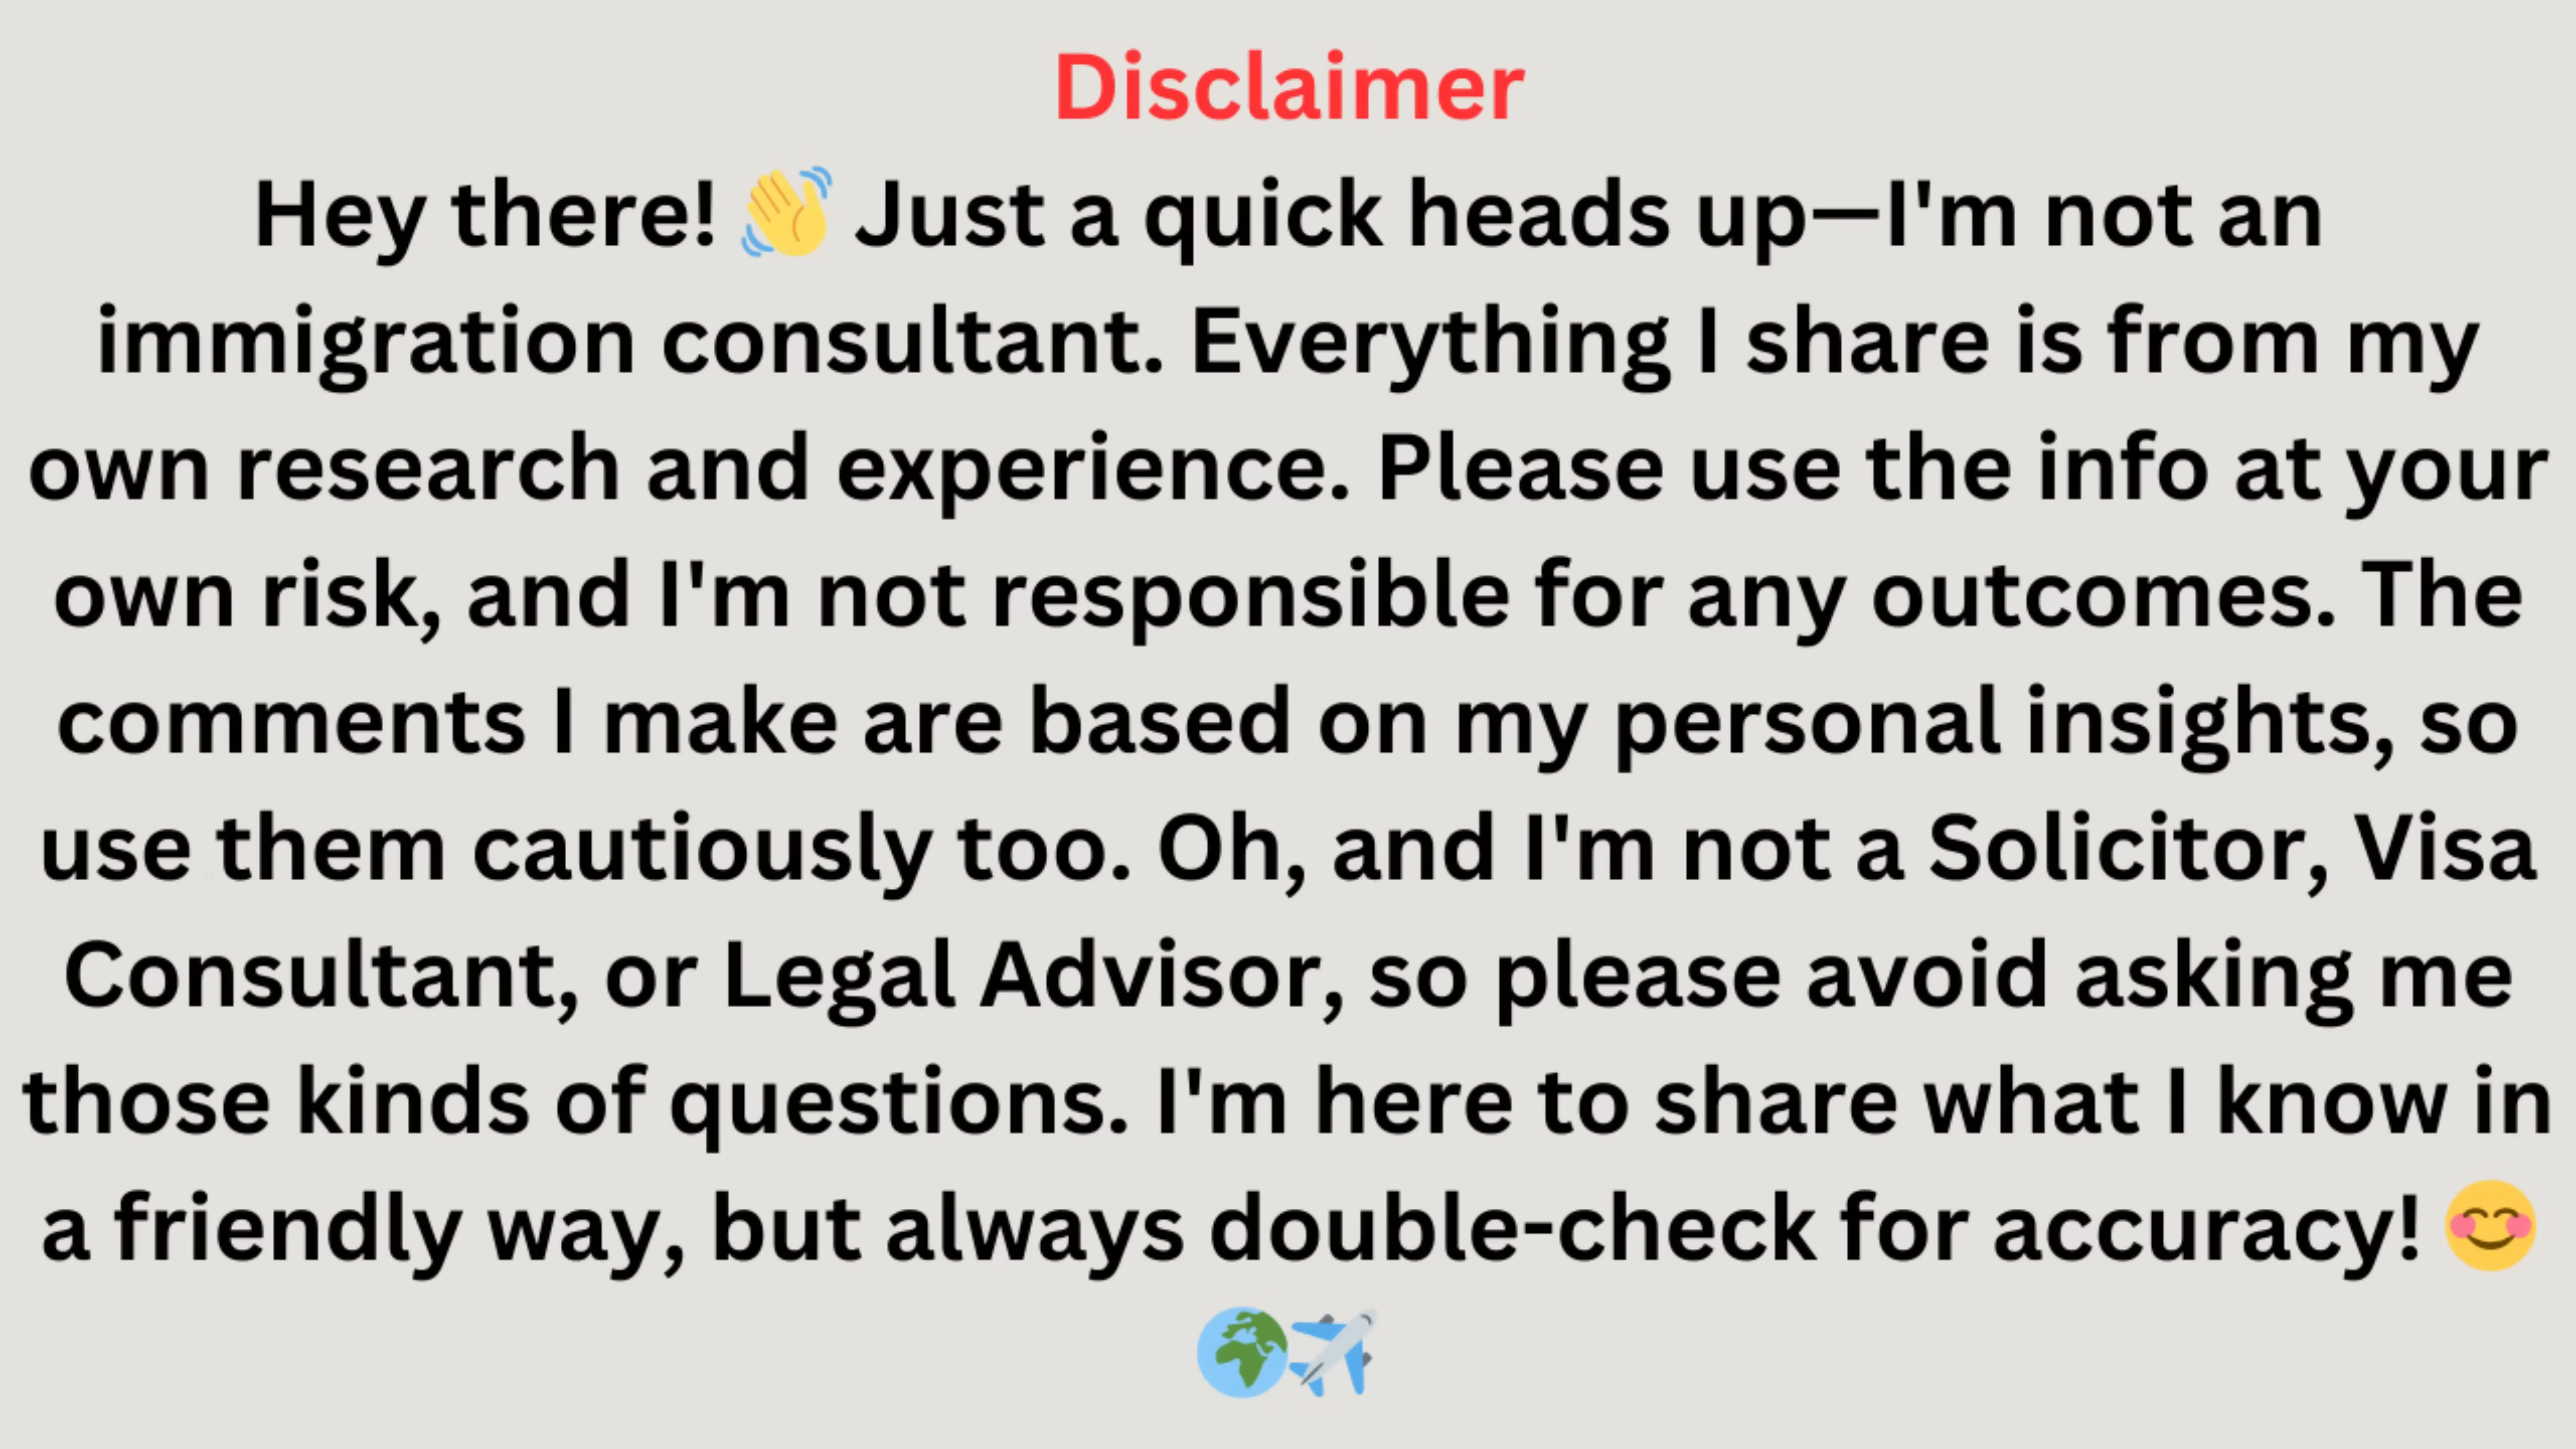 Disclaimer
Hey there! 👋 Just a quick heads up—I'm not an
immigration consultant. Everything I share is from my
own research and experience. Please use the info at your
own risk, and I'm not responsible for any outcomes. The
comments I make are based on my personal insights, so
use them cautiously too. Oh, and I'm not a Solicitor, Visa
Consultant, or Legal Advisor, so please avoid asking me
those kinds of questions. I'm here to share what I know in
a friendly way, but always double-check for accuracy! 😊
🌍✈️